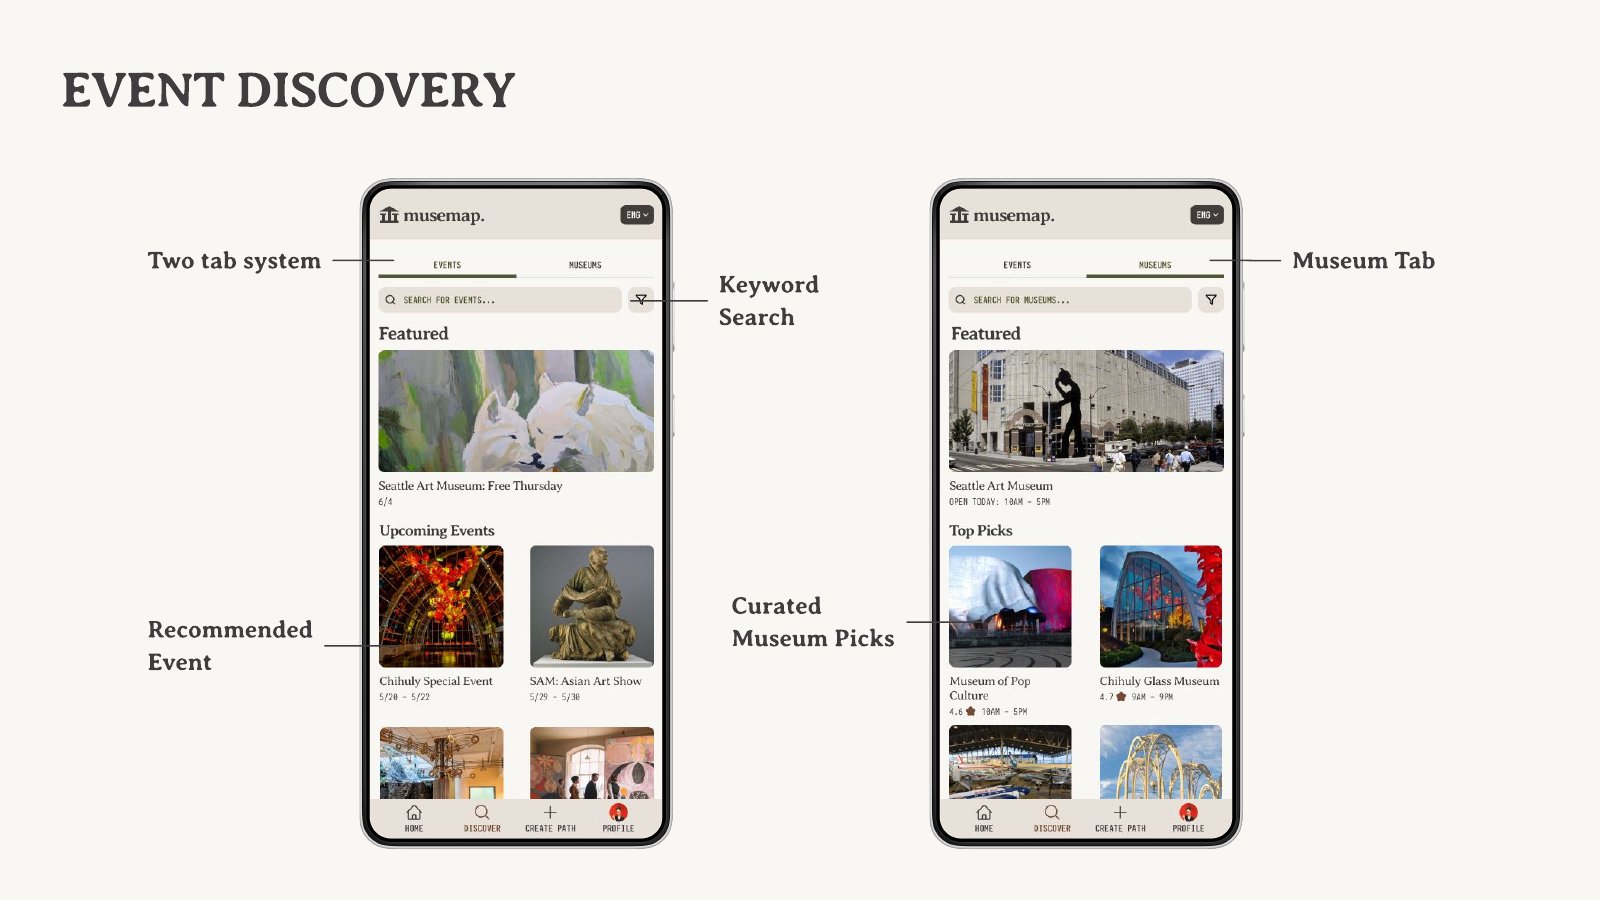 EVENT DISCOVERY
Two tab system
Recommended
Event
musemap.
ENG
EVENTS
MUSEUMS
SEARCH FOR EVENTS...
Featured
Seattle Art Museum: Free Thursday
6/4
Upcoming Events
Chihuly Special Event
5/20 - 5/22
SAM: Asian Art Show
5/29 - 5/30
HOME
DISCOVER
CREATE PATH
PROFILE
Keyword
Search
Curated
Museum Picks
musemap.
ENG
EVENTS
MUSEUMS
SEARCH FOR MUSEUMS...
Featured
Seattle Art Museum
OPEN TODAY: 10AM - 5PM
Top Picks
Museum of Pop
Culture
4.6 10AM - 5PM
Chihuly Glass Museum
4.7 9AM - 9PM
HOME
DISCOVER
CREATE PATH
PROFILE
Museum Tab